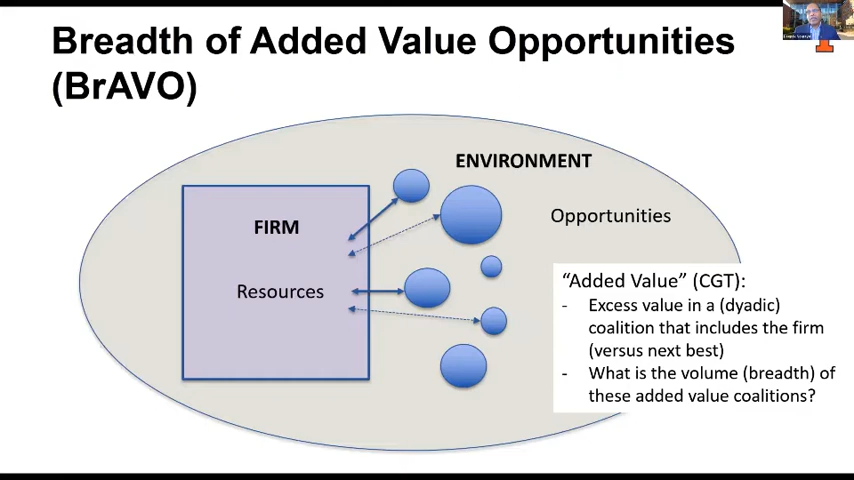 Breadth of Added Value Opportunities
(BrAVO)
ENVIRONMENT
FIRM
Opportunities
Resources
“Added Value” (CGT):
- Excess value in a (dyadic)
coalition that includes the firm
(versus next best)
- What is the volume (breadth) of
these added value coalitions?